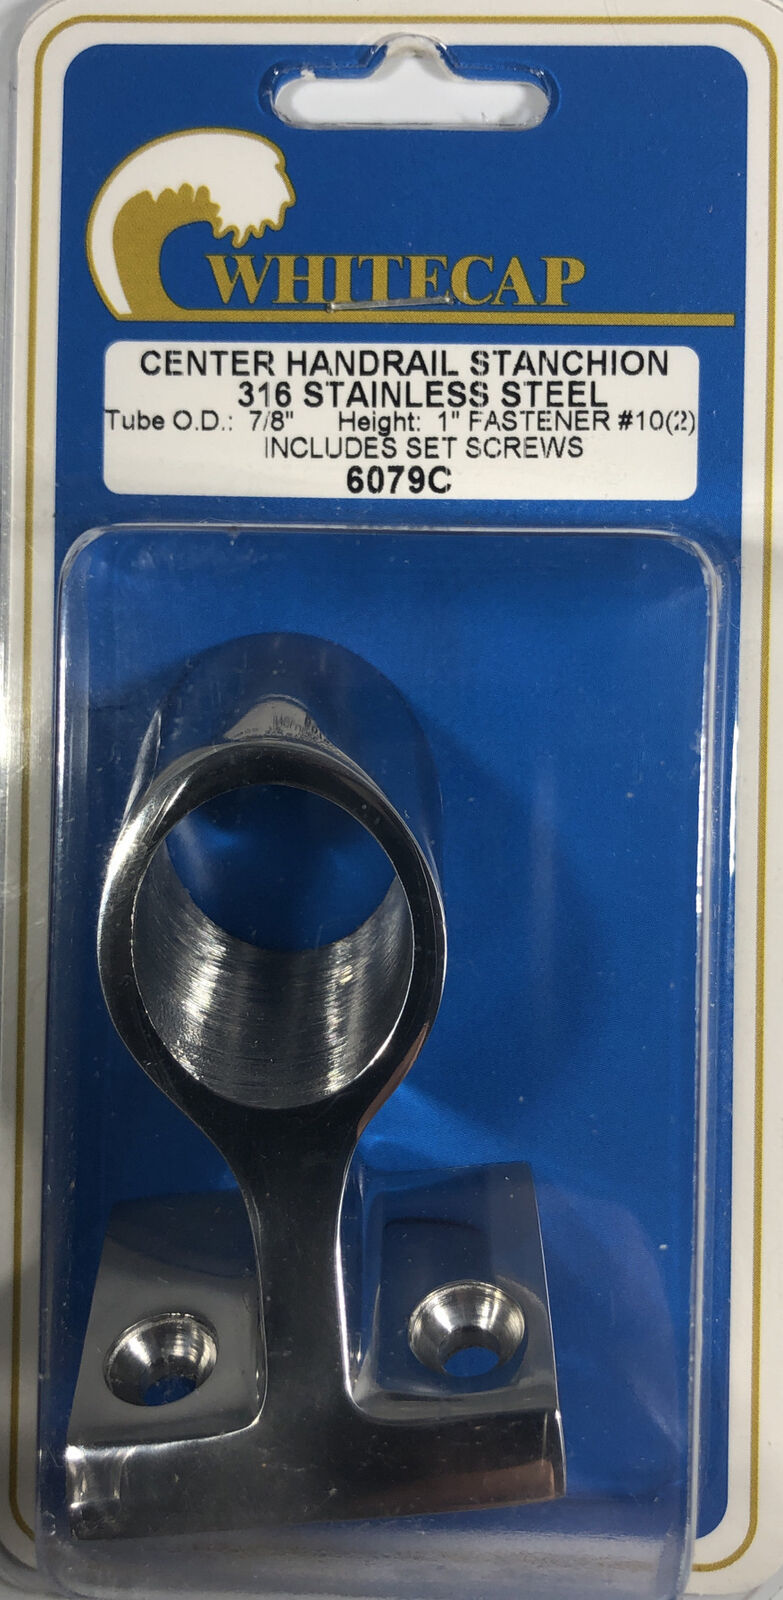 WHITECAP
CENTER HANDRAIL STANCHION
316 STAINLESS STEEL
Tube O.D.: 7/8" Height: 1" FASTENER #10(2)
INCLUDES SET SCREWS
6079C